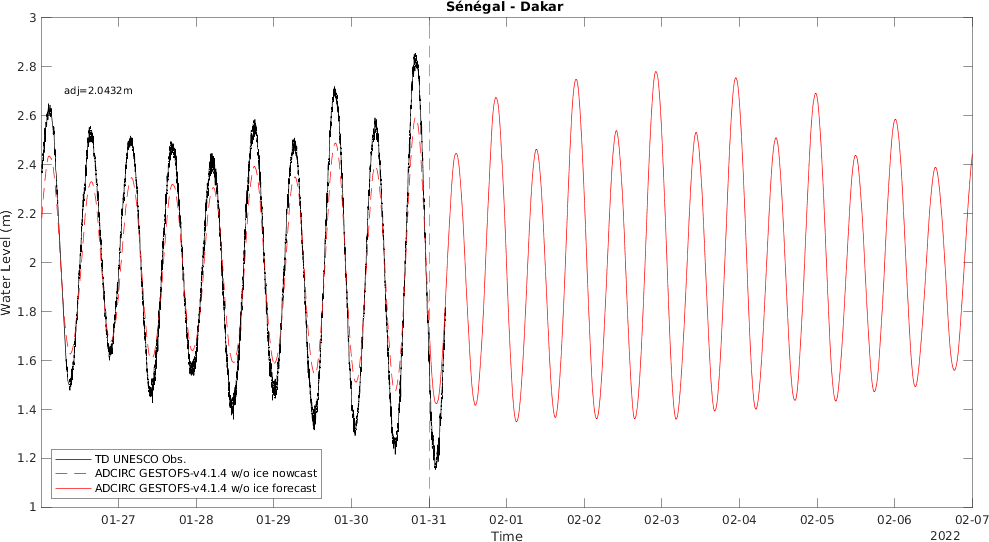 Sénégal - Dakar
3
2.8
2.6
2.4
2.2
2
1.8
1.6
1.4
1.2
1
Water Level (m)
adj=2.0432m
TD UNESCO Obs.
ADCIRC GESTOFS-v4.1.4 w/o ice nowcast
ADCIRC GESTOFS-v4.1.4 w/o ice forecast
01-27 01-28 01-29 01-30 01-31 02-01 02-02 02-03 02-04 02-05 02-06 02-07
Time
2022